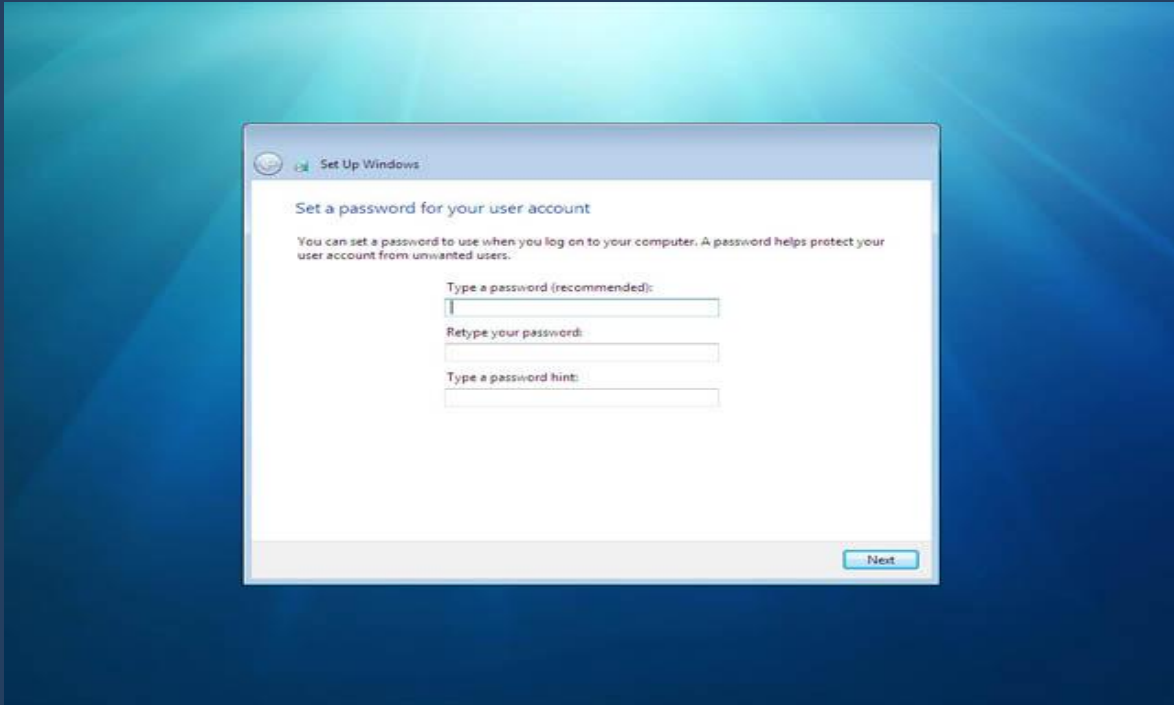 Set Up Windows
Set a password for your user account
You can set a password to use when you log on to your computer. A password helps protect your
user account from unwanted users.
Type a password (recommended):
Retype your password:
Type a password hint:
Next